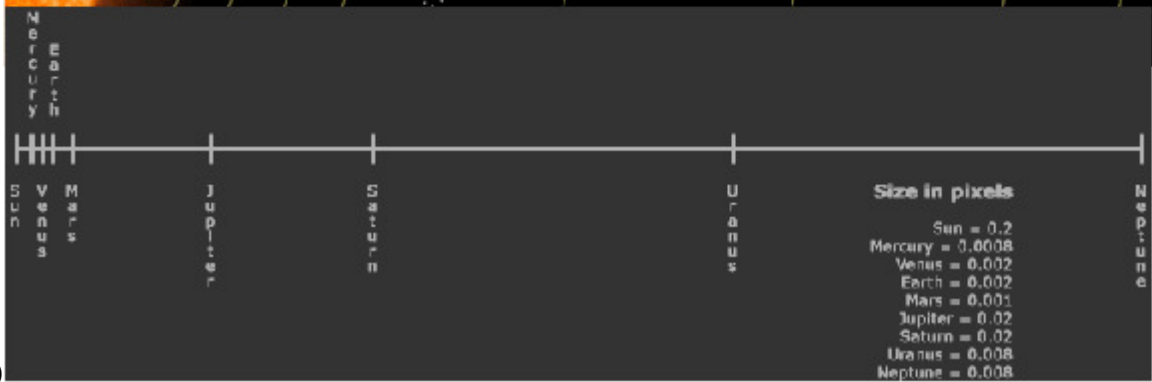 Mercury
Earth
Sun
Venus
Mars
Jupiter
Saturn
Uranus
Neptune
Size in pixels
Sun = 0.2
Mercury = 0.0008
Venus = 0.002
Earth = 0.002
Mars = 0.001
Jupiter = 0.02
Saturn = 0.02
Uranus = 0.008
Neptune = 0.008